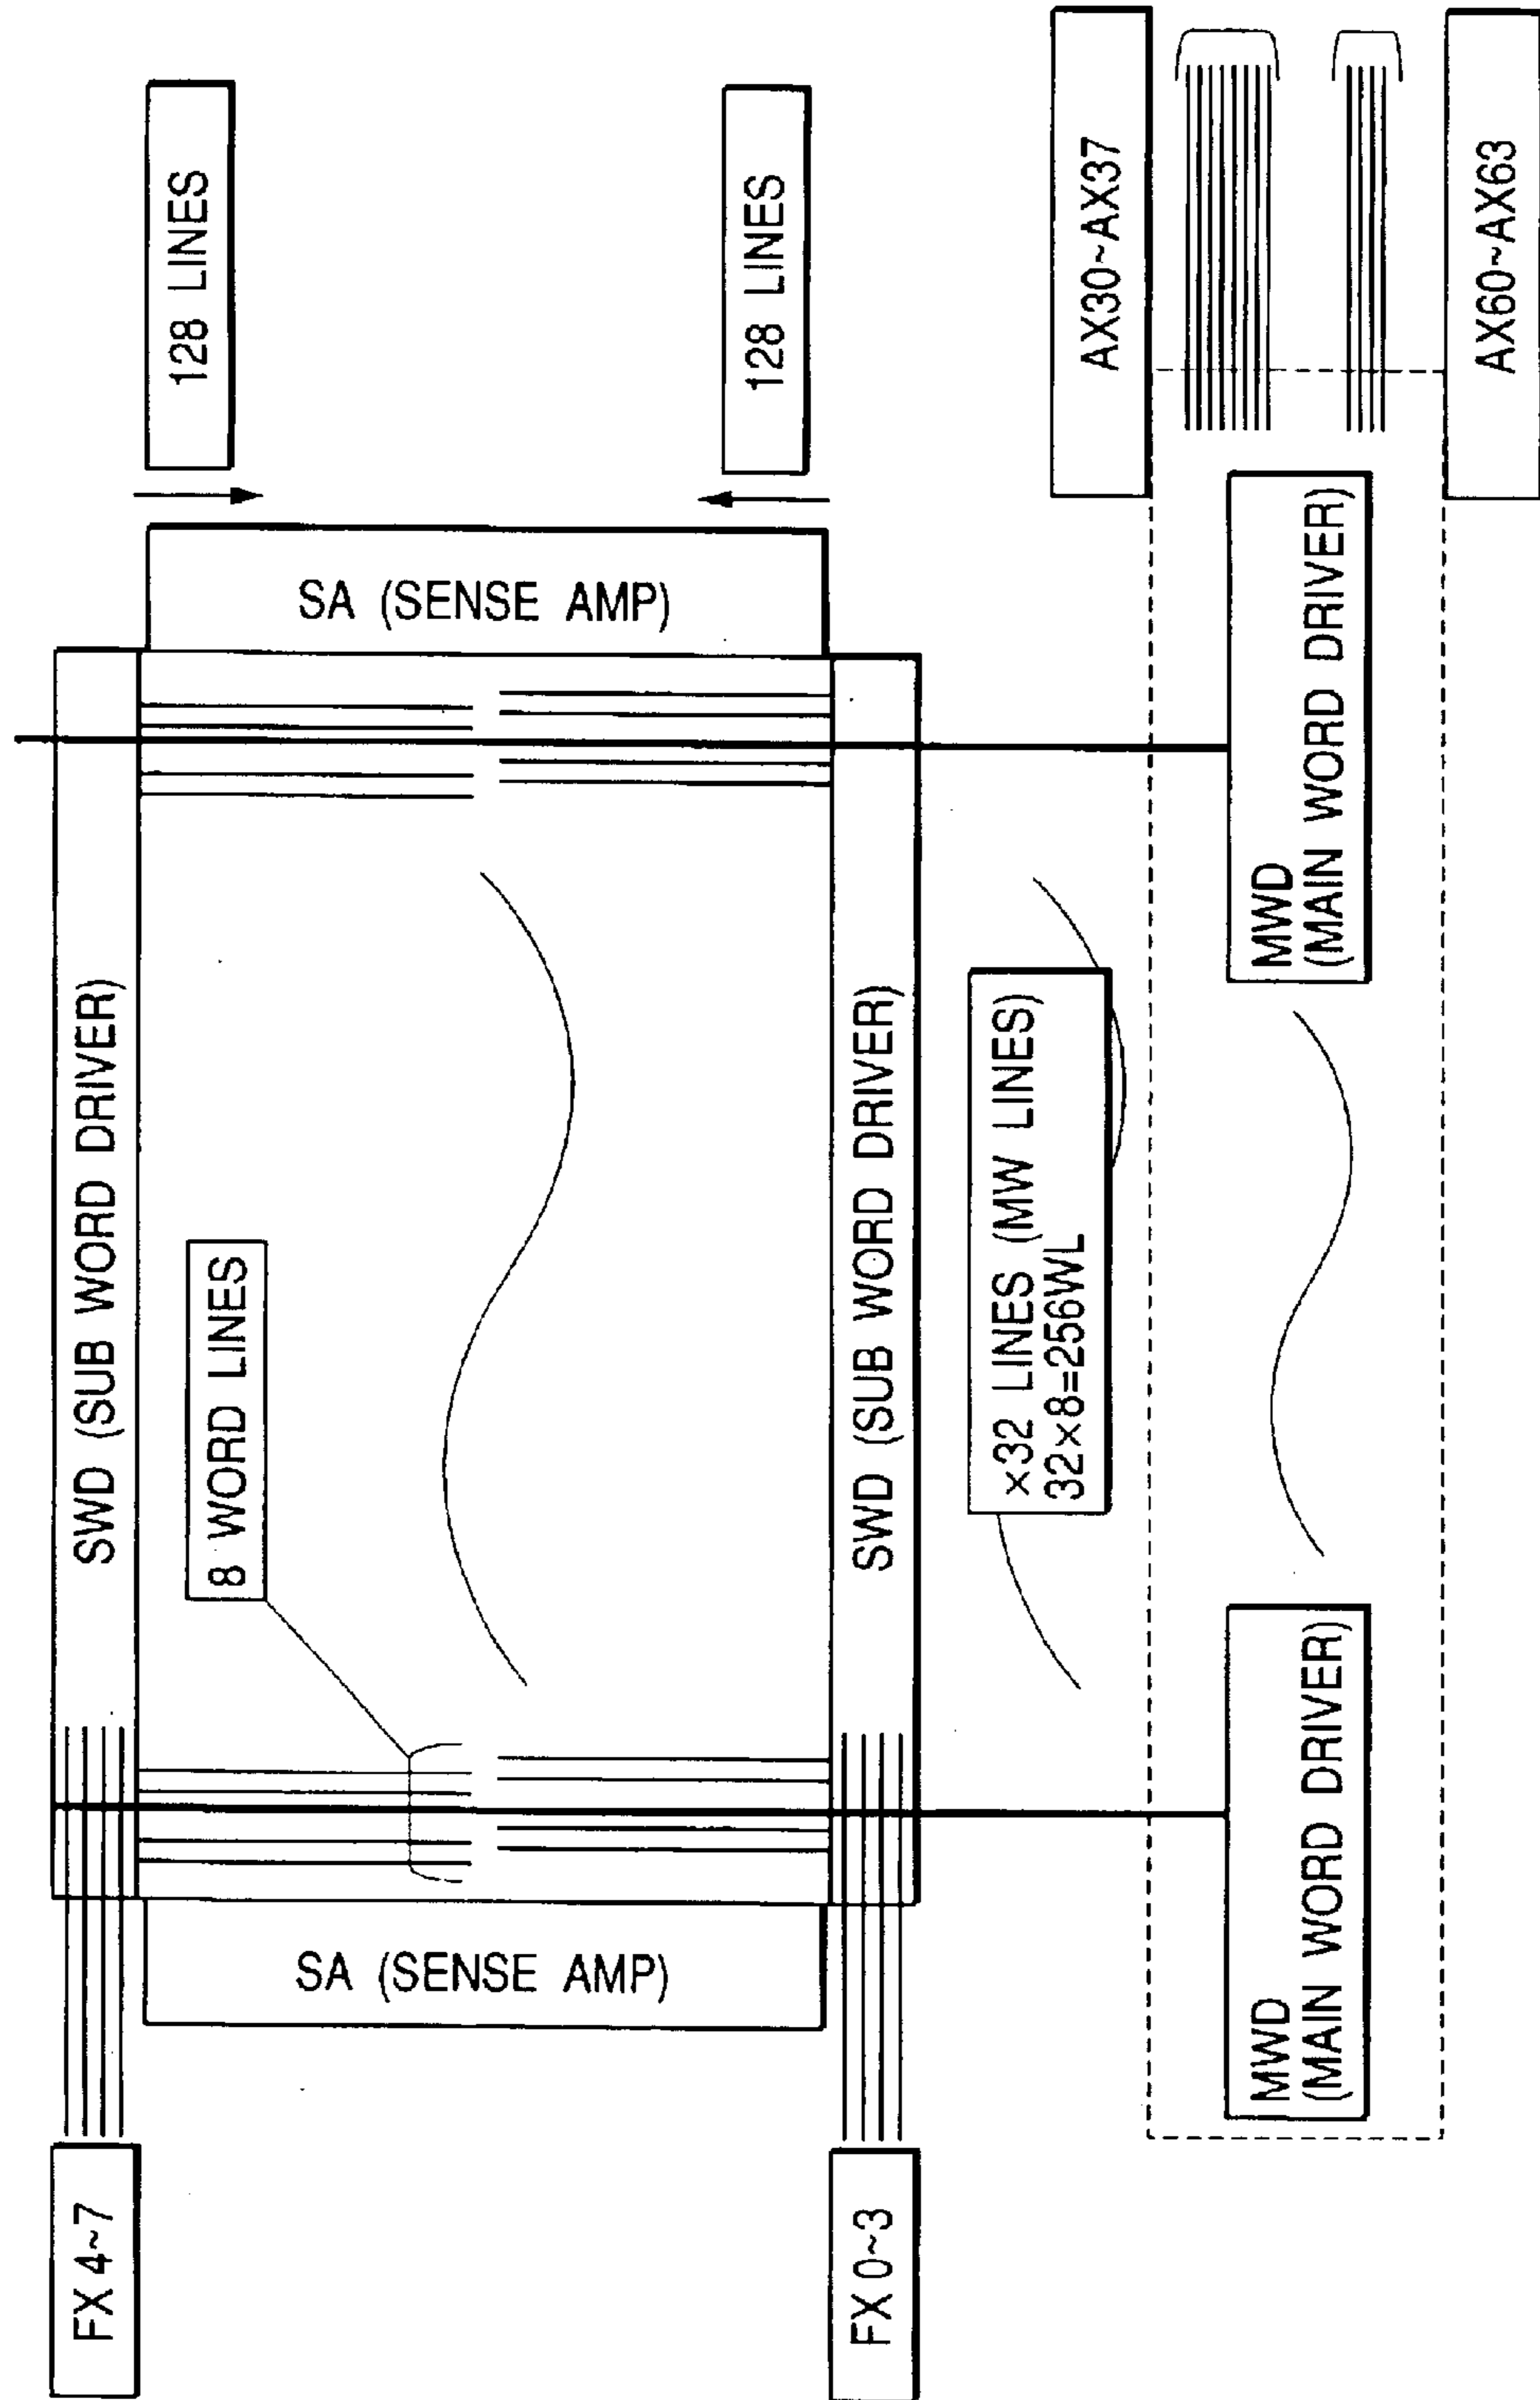 FX 4~7
SWD (SUB WORD DRIVER)
128 LINES
8 WORD LINES
SA (SENSE AMP)
SA (SENSE AMP)
128 LINES
FX 0~3
SWD (SUB WORD DRIVER)
×32 LINES (MW LINES)
32×8=256WL
AX30~AX37
MWD
(MAIN WORD DRIVER)
MWD
(MAIN WORD DRIVER)
AX60~AX63